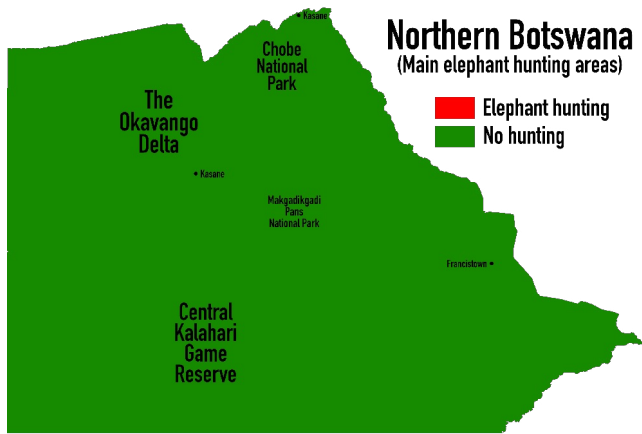 Northern Botswana
(Main elephant hunting areas)
Elephant hunting
No hunting
Kasane
Chobe
National
Park
The
Okavango
Delta
Kasane
Makgadikgadi
Pans
National Park
Francistown
Central
Kalahari
Game
Reserve